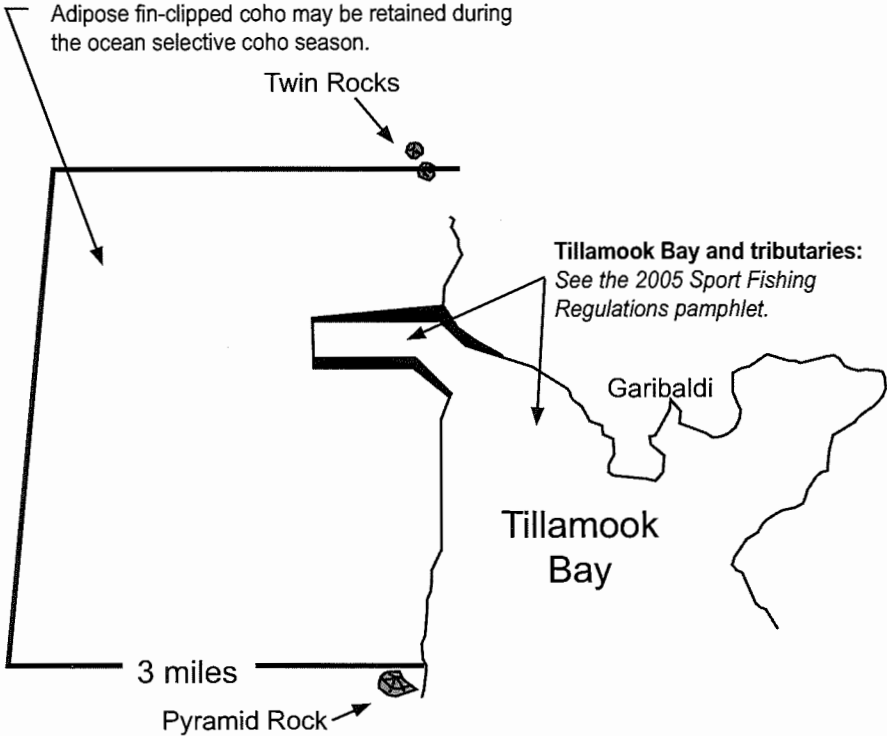 Adipose fin-clipped coho may be retained during
the ocean selective coho season.
Twin Rocks
Tillamook Bay and tributaries:
See the 2005 Sport Fishing
Regulations pamphlet.
Garibaldi
Tillamook
Bay
3 miles
Pyramid Rock